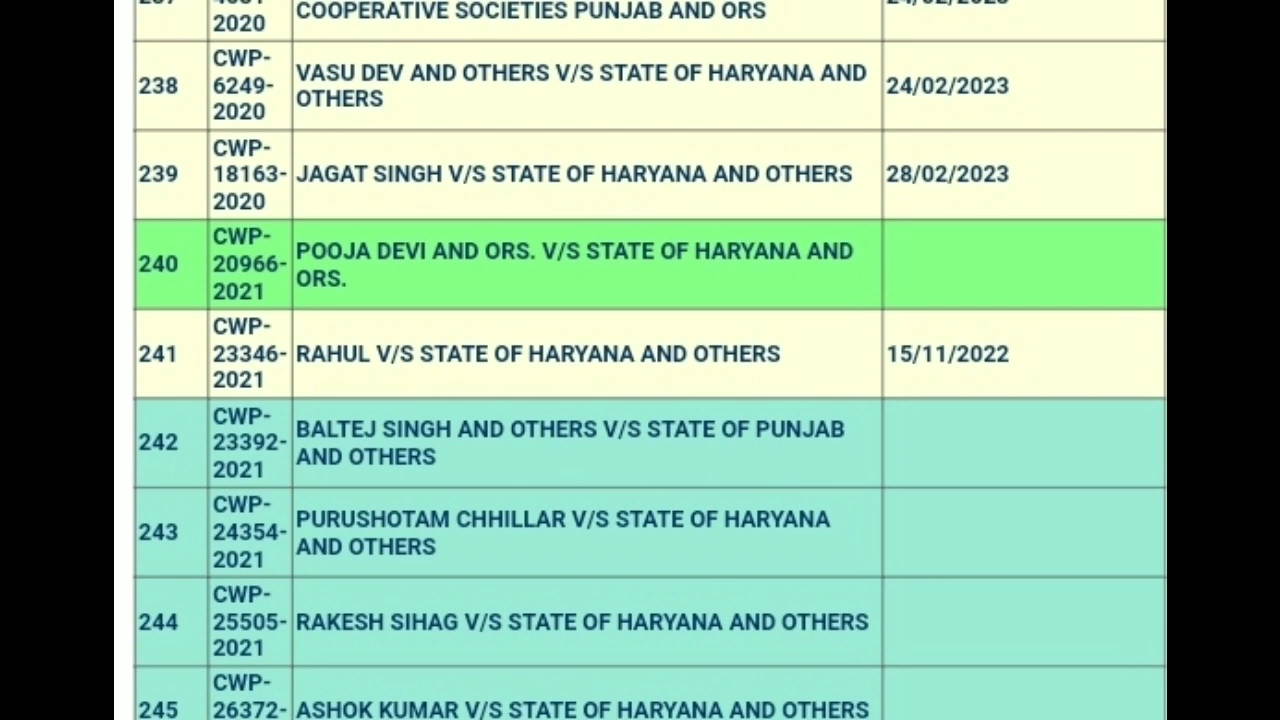 COOPERATIVE SOCIETIES PUNJAB AND ORS
2020
238
CWP-
6249-
2020
VASU DEV AND OTHERS V/S STATE OF HARYANA AND
OTHERS
24/02/2023
239
CWP-
18163-
2020
JAGAT SINGH V/S STATE OF HARYANA AND OTHERS
28/02/2023
240
CWP-
20966-
2021
POOJA DEVI AND ORS. V/S STATE OF HARYANA AND
ORS.
241
CWP-
23346-
2021
RAHUL V/S STATE OF HARYANA AND OTHERS
15/11/2022
242
CWP-
23392-
2021
BALTEJ SINGH AND OTHERS V/S STATE OF PUNJAB
AND OTHERS
243
CWP-
24354-
2021
PURUSHOTAM CHHILLAR V/S STATE OF HARYANA
AND OTHERS
244
CWP-
25505-
2021
RAKESH SIHAG V/S STATE OF HARYANA AND OTHERS
245
CWP-
26372-
ASHOK KUMAR V/S STATE OF HARYANA AND OTHERS